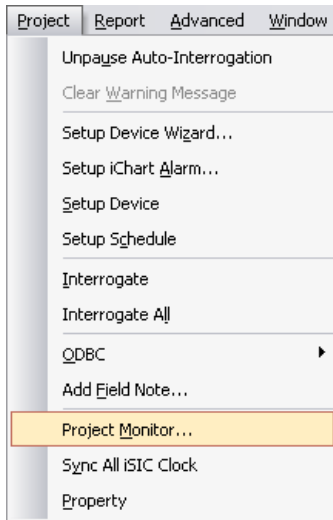 Project Report Advanced Window
Unpause Auto-Interrogation
Clear Warning Message
Setup Device Wizard...
Setup iChart Alarm...
Setup Device
Setup Schedule
Interrogate
Interrogate All
ODBC
Add Field Note...
Project Monitor...
Sync All iSIC Clock
Property